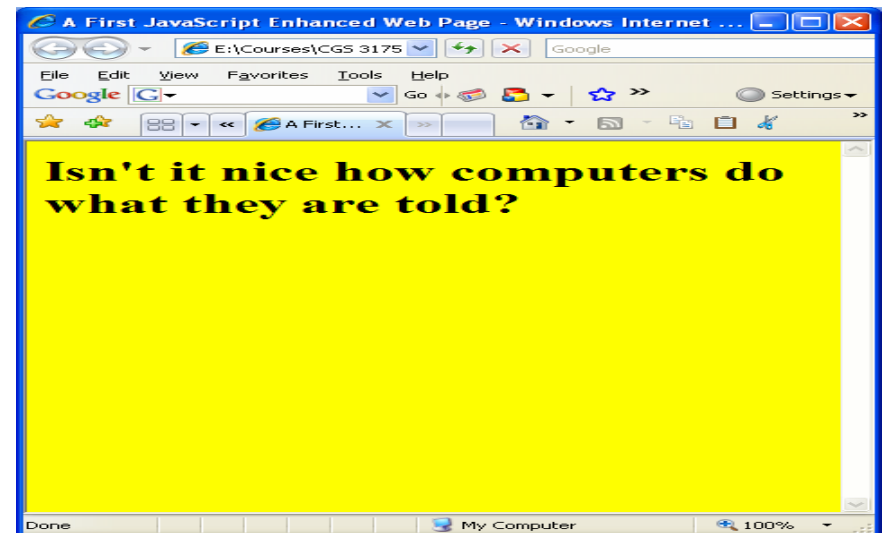 A First JavaScript Enhanced Web Page - Windows Internet ...
E:\Courses\CGS 3175
Google
File Edit View Favorites Tools Help
Google G Go Settings
A First...
Isn't it nice how computers do
what they are told?
Done My Computer 100%